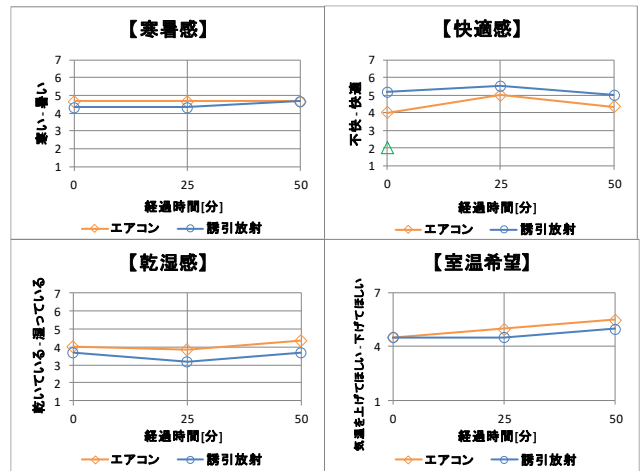 【寒暑感】
寒い - 暑い
7
6
5
4
3
2
1
0 25 50
経過時間[分]
エアコン 誘引放射
【快適感】
不快 - 快適
7
6
5
4
3
2
1
0 25 50
経過時間[分]
エアコン 誘引放射
【乾湿感】
乾いている - 湿っている
7
6
5
4
3
2
1
0 25 50
経過時間[分]
エアコン 誘引放射
【室温希望】
気温を上げてほしい - 下げてほしい
7
4
1
0 25 50
経過時間[分]
エアコン 誘引放射